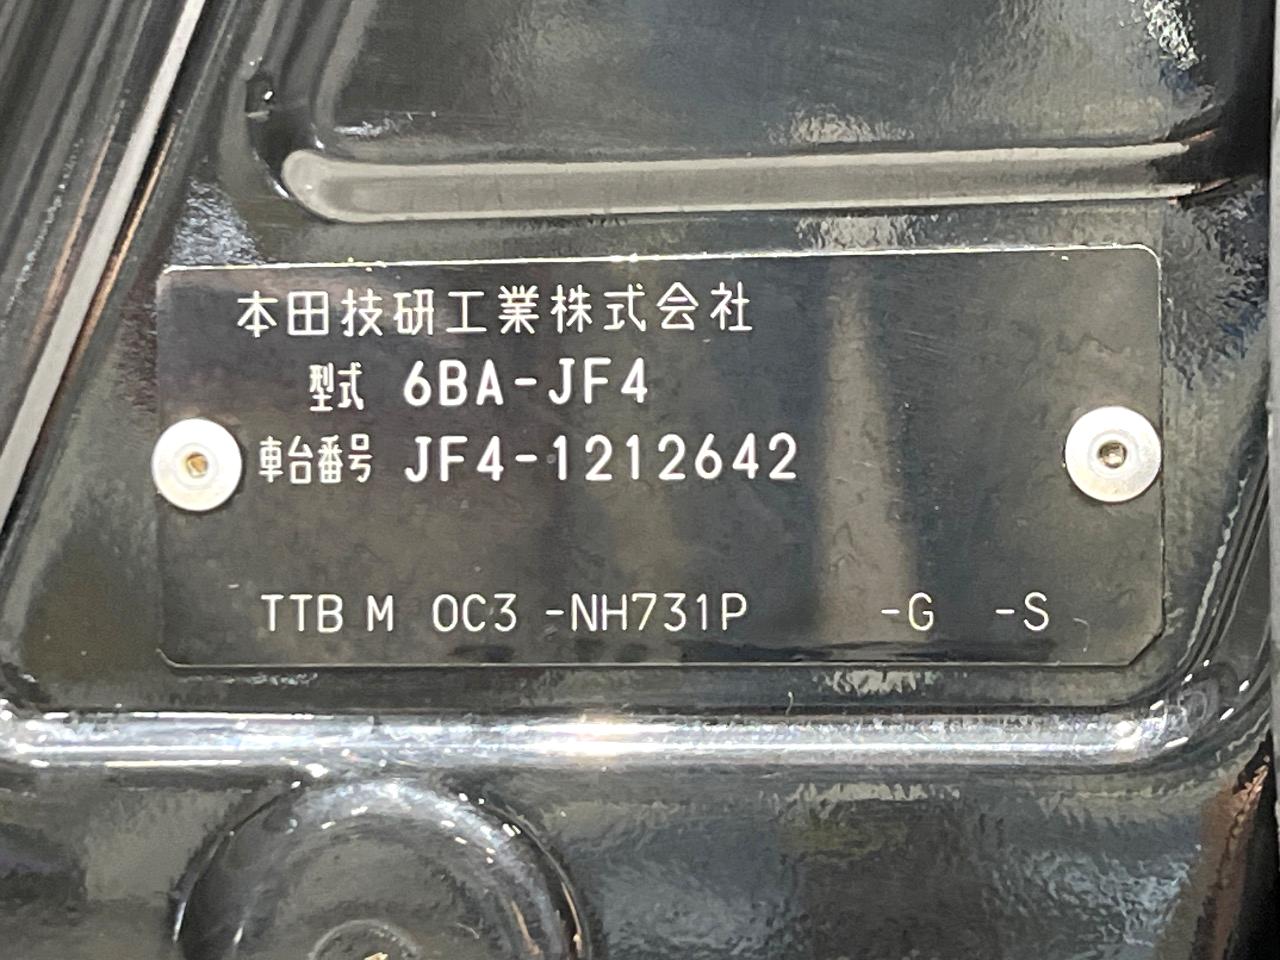 本田技研工業株式会社
型式 6BA-JF4
車台番号 JF4-1212642
TTB M 0C3 -NH731P -G -S